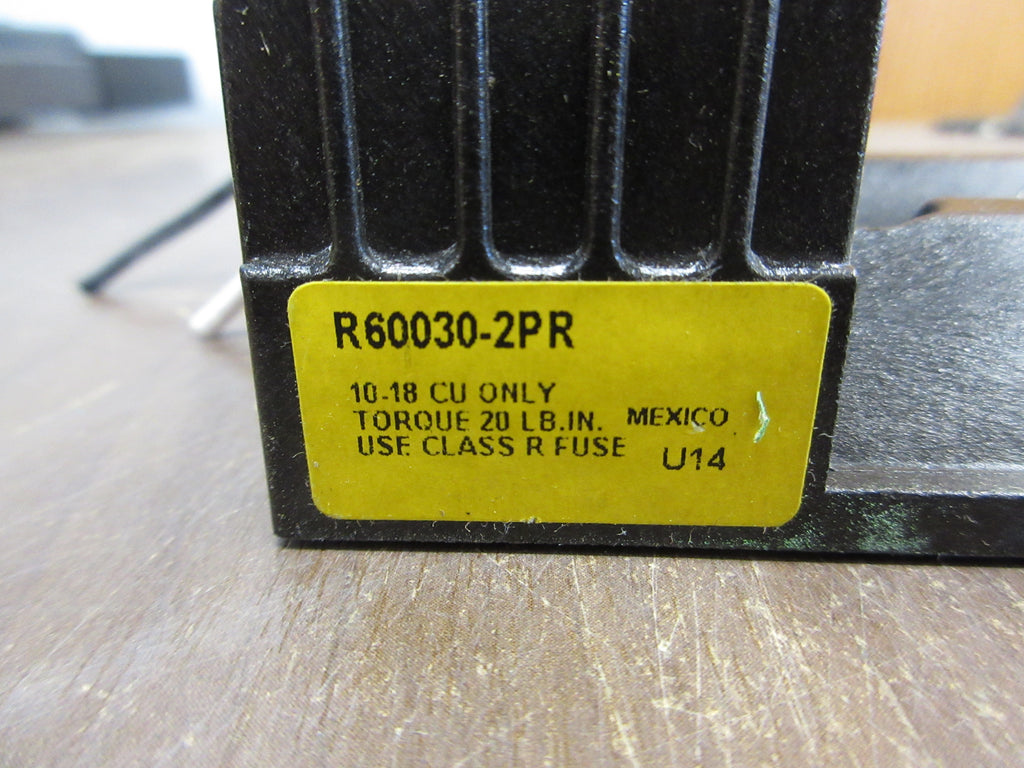 R60030-2PR
10-18 CU ONLY
TORQUE 20 LB.IN. MEXICO
USE CLASS R FUSE U14